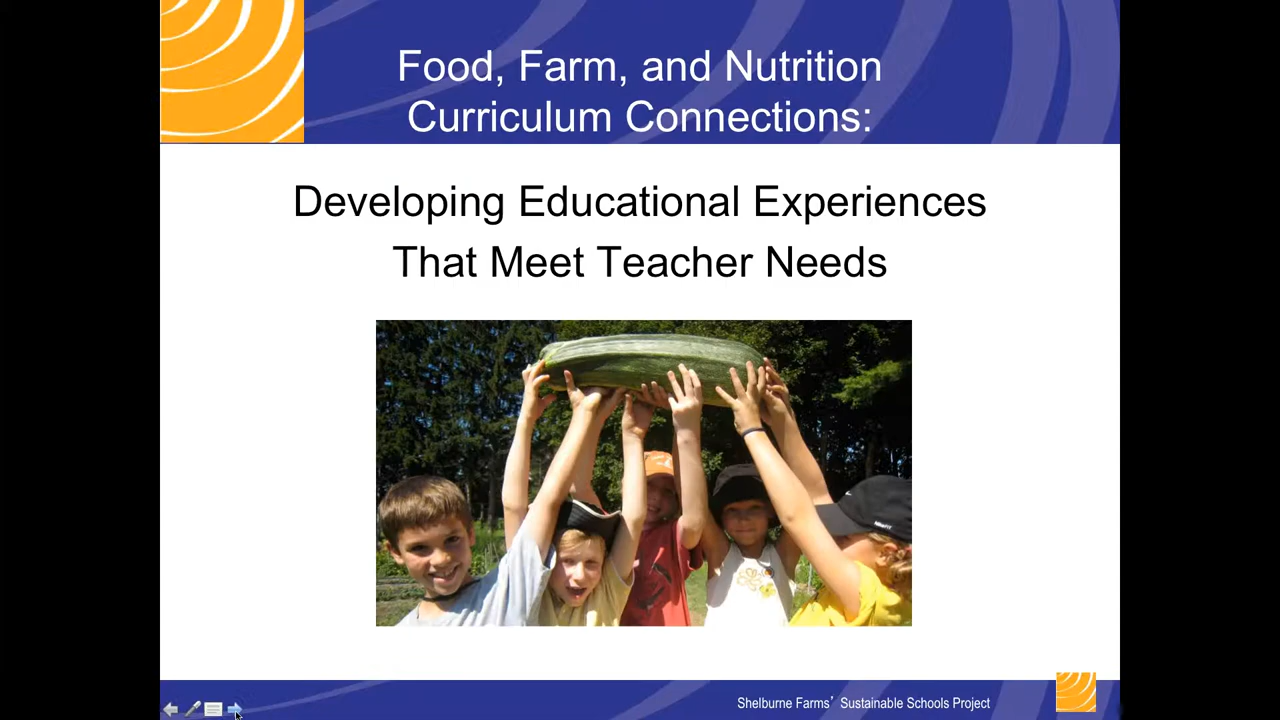 Food, Farm, and Nutrition
Curriculum Connections:
Developing Educational Experiences
That Meet Teacher Needs
Shelburne Farms’ Sustainable Schools Project